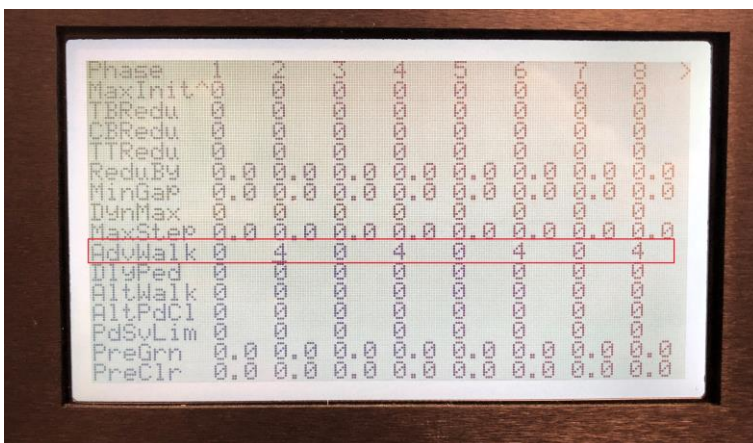 Phase 1 2 3 4 5 6 7 8 >
MaxInit^0 0 0 0 0 0 0 0
TBRedu 0 0 0 0 0 0 0 0
CBRedu 0 0 0 0 0 0 0 0
TTRedu 0 0 0 0 0 0 0 0
ReduBy 0.0 0.0 0.0 0.0 0.0 0.0 0.0 0.0
MinGap 0.0 0.0 0.0 0.0 0.0 0.0 0.0 0.0
DynMax 0 0 0 0 0 0 0 0
MaxStep 0.0 0.0 0.0 0.0 0.0 0.0 0.0 0.0
AdvWalk 0 4 0 4 0 4 0 4
DlyPed 0 0 0 0 0 0 0 0
AltWalk 0 0 0 0 0 0 0 0
AltPdCl 0 0 0 0 0 0 0 0
PdSvLim 0 0 0 0 0 0 0 0
PreGrn 0.0 0.0 0.0 0.0 0.0 0.0 0.0 0.0
PreClr 0.0 0.0 0.0 0.0 0.0 0.0 0.0 0.0